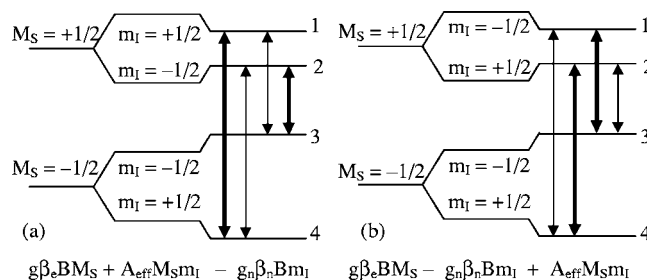 M_S = +1/2
m_I = +1/2
m_I = −1/2
1
2
M_S = −1/2
m_I = −1/2
m_I = +1/2
3
4
(a)
gβ_eBM_S + A_effM_Sm_I − g_nβ_nBm_I
M_S = +1/2
m_I = −1/2
m_I = +1/2
1
2
M_S = −1/2
m_I = −1/2
m_I = +1/2
3
4
(b)
gβ_eBM_S − g_nβ_nBm_I + A_effM_Sm_I